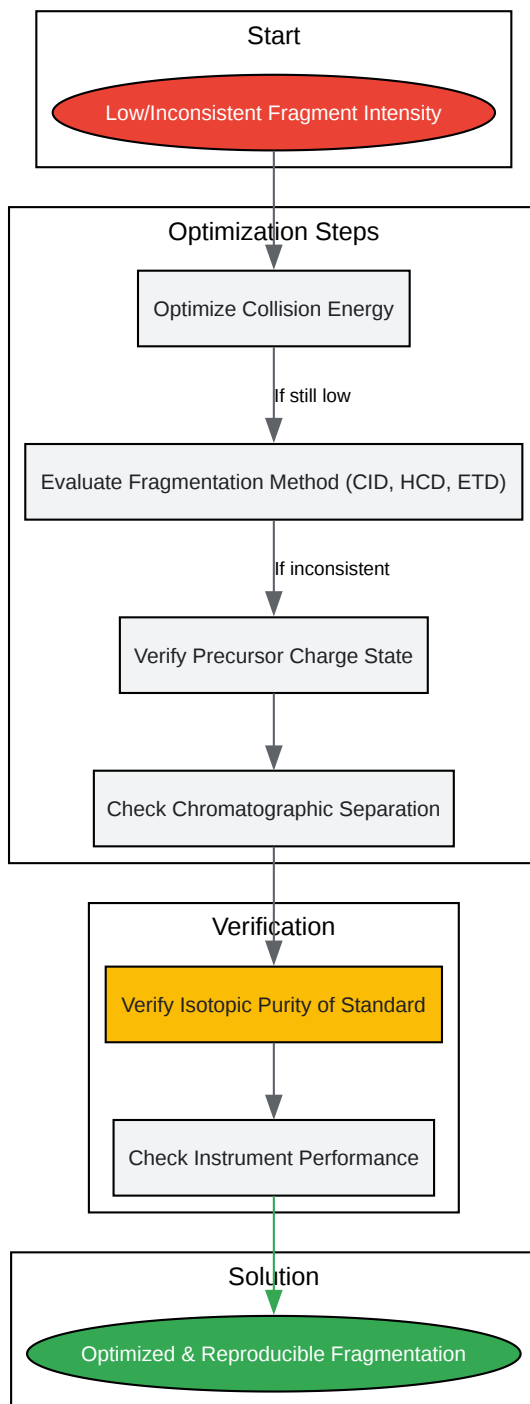 Start
Low/Inconsistent Fragment Intensity
Optimization Steps
Optimize Collision Energy
If still low
Evaluate Fragmentation Method (CID, HCD, ETD)
If inconsistent
Verify Precursor Charge State
Check Chromatographic Separation
Verification
Verify Isotopic Purity of Standard
Check Instrument Performance
Solution
Optimized & Reproducible Fragmentation